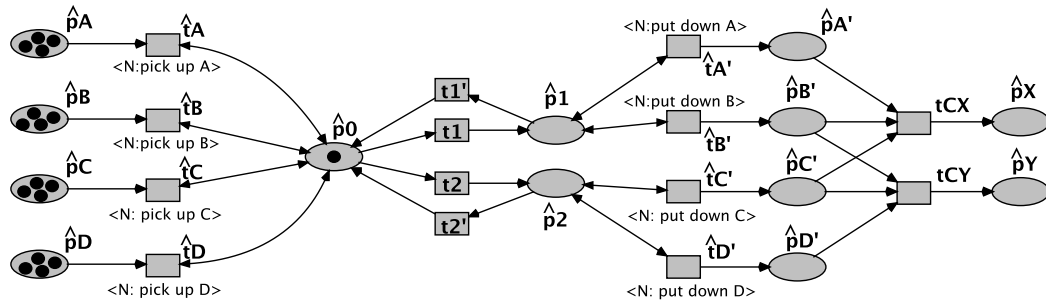 p̂A t̂A <N:put down A> p̂A'
<N:pick up A> t̂A'
p̂B t̂B t1' p̂1 <N:put down B> p̂B' tCX p̂X
<N:pick up B> p̂0 t1 t̂B'
p̂C t̂C t2 t̂C' p̂C' tCY p̂Y
<N: pick up C> t2' p̂2 <N: put down C>
p̂D t̂D t̂D' p̂D'
<N: pick up D> <N: put down D>